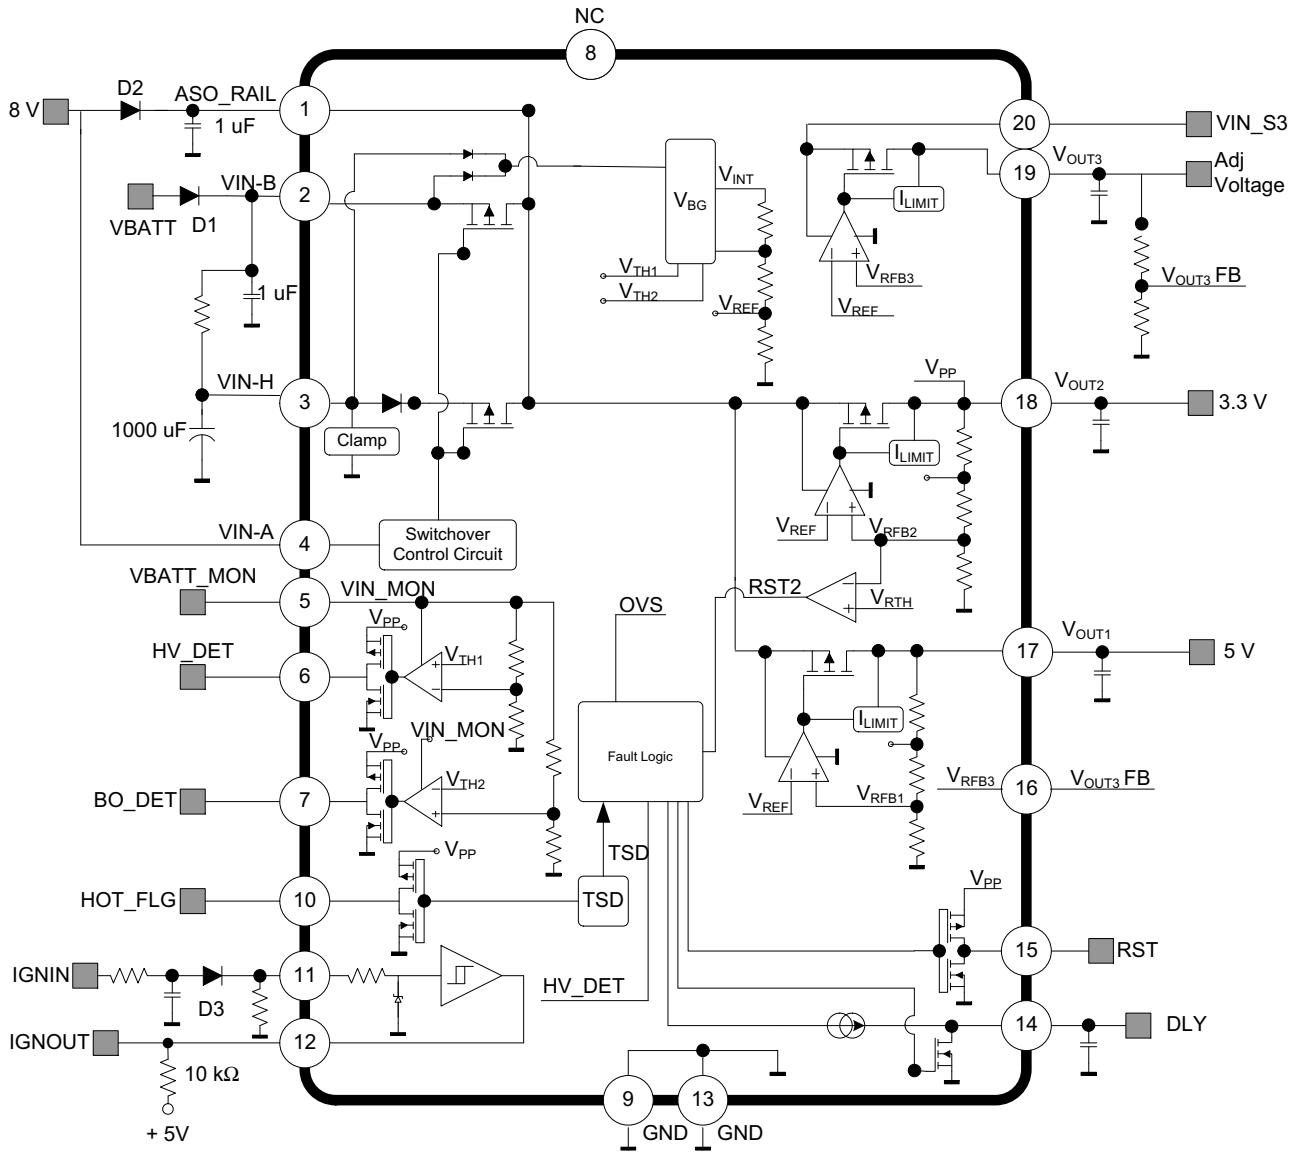 NC
8
8 V
D2
ASO_RAIL
1
1 uF
20
VIN_S3
VBATT
D1
VIN-B
2
1 uF
VBG
VINT
VTH1
VTH2
VREF
ILIMIT
VRFB3
VREF
19
VOUT3
Adj
Voltage
VOUT3 FB
VIN-H
3
1000 uF
Clamp
VPP
18
VOUT2
3.3 V
ILIMIT
VREF
VRFB2
VIN-A
4
Switchover
Control Circuit
VBATT_MON
5
VIN_MON
RST2
VRTH
OVS
HV_DET
6
VPP
VTH1
17
VOUT1
5 V
ILIMIT
VREF
VRFB1
VIN_MON
BO_DET
7
VPP
VTH2
Fault Logic
VRFB3
16
VOUT3 FB
HOT_FLG
10
VPP
TSD
TSD
VPP
15
RST
IGNIN
D3
11
HV_DET
IGNOUT
12
14
DLY
10 kΩ
+ 5V
9
GND
13
GND